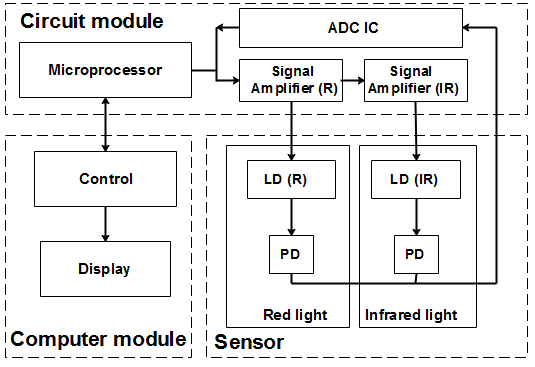 Circuit module
ADC IC
Microprocessor
Signal
Amplifier (R)
Signal
Amplifier (IR)
Control
Display
Computer module
LD (R)
LD (IR)
PD
PD
Red light
Infrared light
Sensor